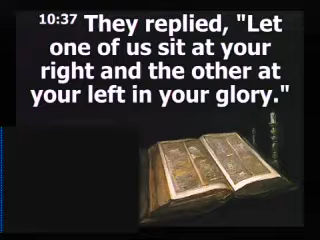 10:37 They replied, "Let
one of us sit at your
right and the other at
your left in your glory."